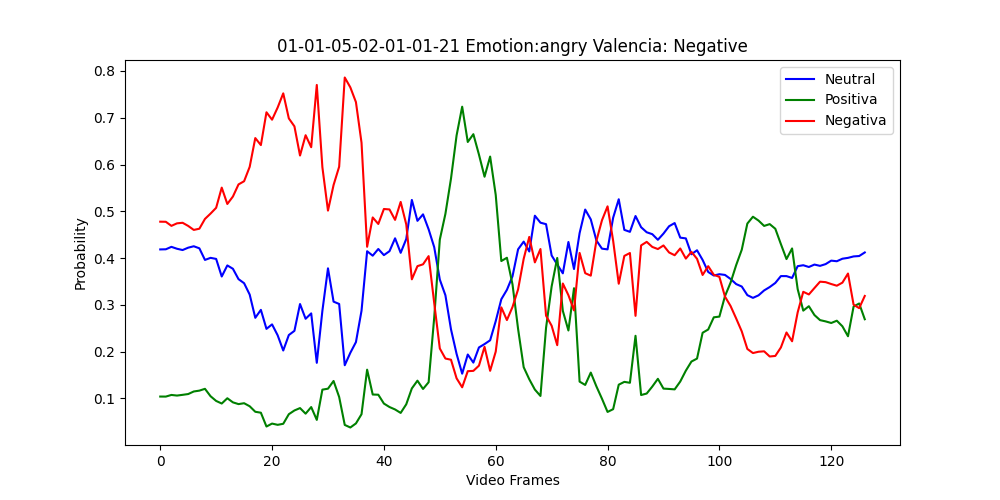 01-01-05-02-01-01-21 Emotion:angry Valencia: Negative
Neutral
Positiva
Negativa
Probability
0.8
0.7
0.6
0.5
0.4
0.3
0.2
0.1
0 20 40 60 80 100 120
Video Frames